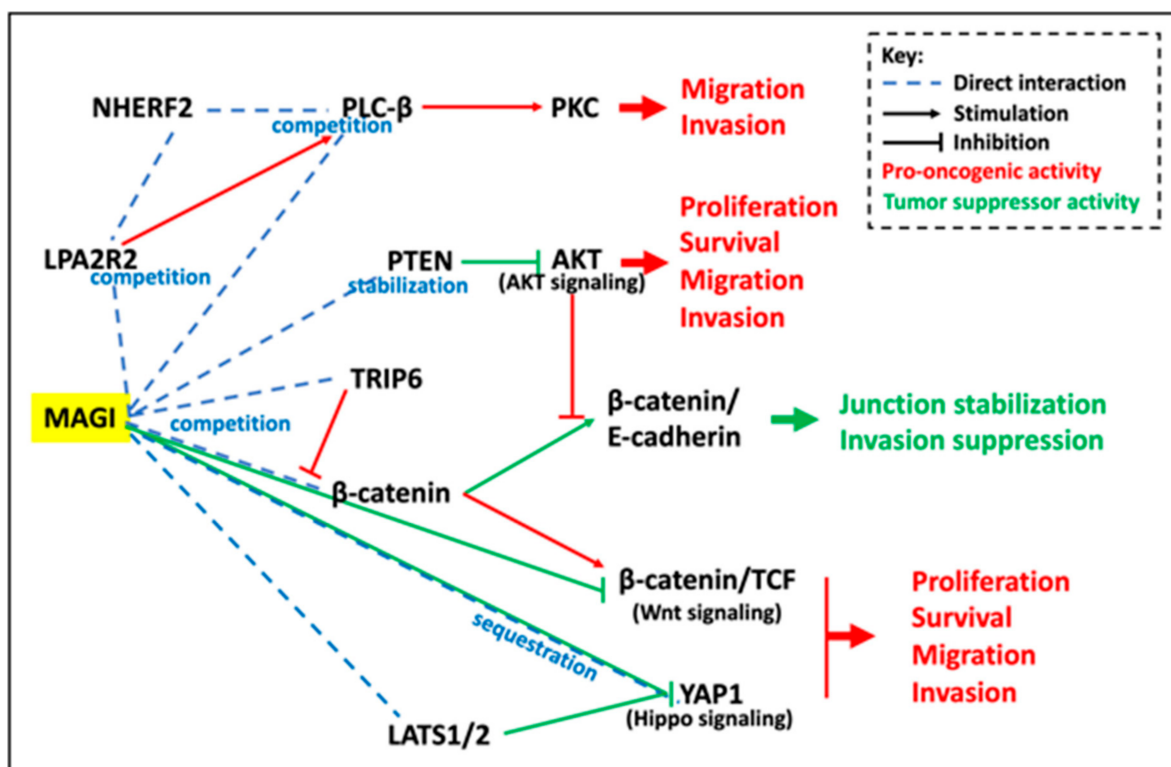 Key:
Direct interaction
Stimulation
Inhibition
Pro-oncogenic activity
Tumor suppressor activity
NHERF2
PLC-β
competition
PKC
Migration
Invasion
LPA2R2
competition
PTEN
stabilization
AKT
(AKT signaling)
Proliferation
Survival
Migration
Invasion
TRIP6
MAGI
competition
β-catenin/
E-cadherin
Junction stabilization
Invasion suppression
β-catenin
β-catenin/TCF
(Wnt signaling)
sequestration
YAP1
(Hippo signaling)
LATS1/2
Proliferation
Survival
Migration
Invasion